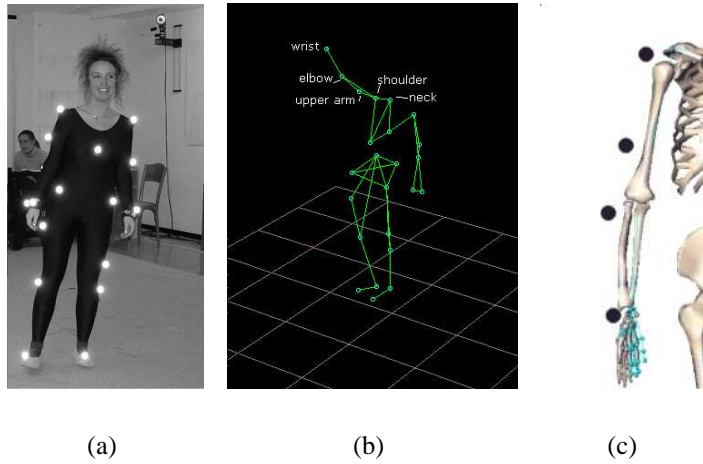 wrist
elbow
shoulder
upper arm
neck
(a)
(b)
(c)